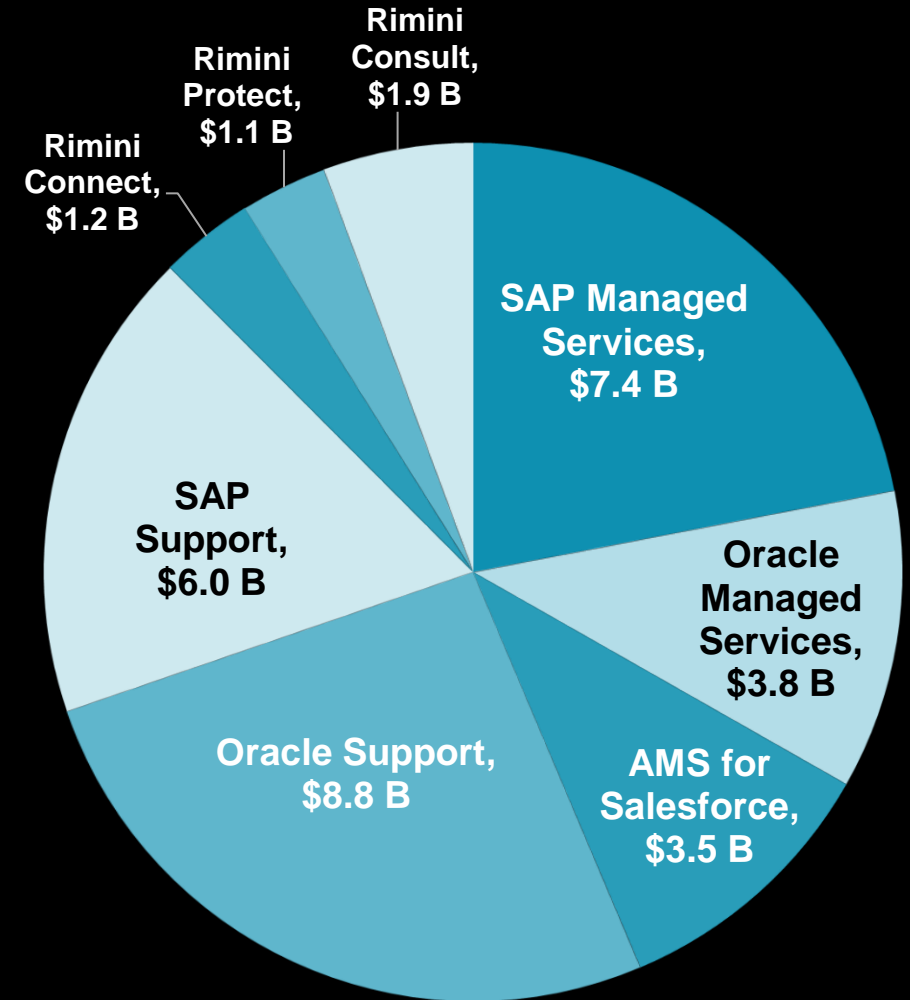 Rimini
Consult,
$1.9 B
Rimini
Protect,
$1.1 B
Rimini
Connect,
$1.2 B
SAP Managed
Services,
$7.4 B
SAP
Support,
$6.0 B
Oracle
Managed
Services,
$3.8 B
Oracle Support,
$8.8 B
AMS for
Salesforce,
$3.5 B